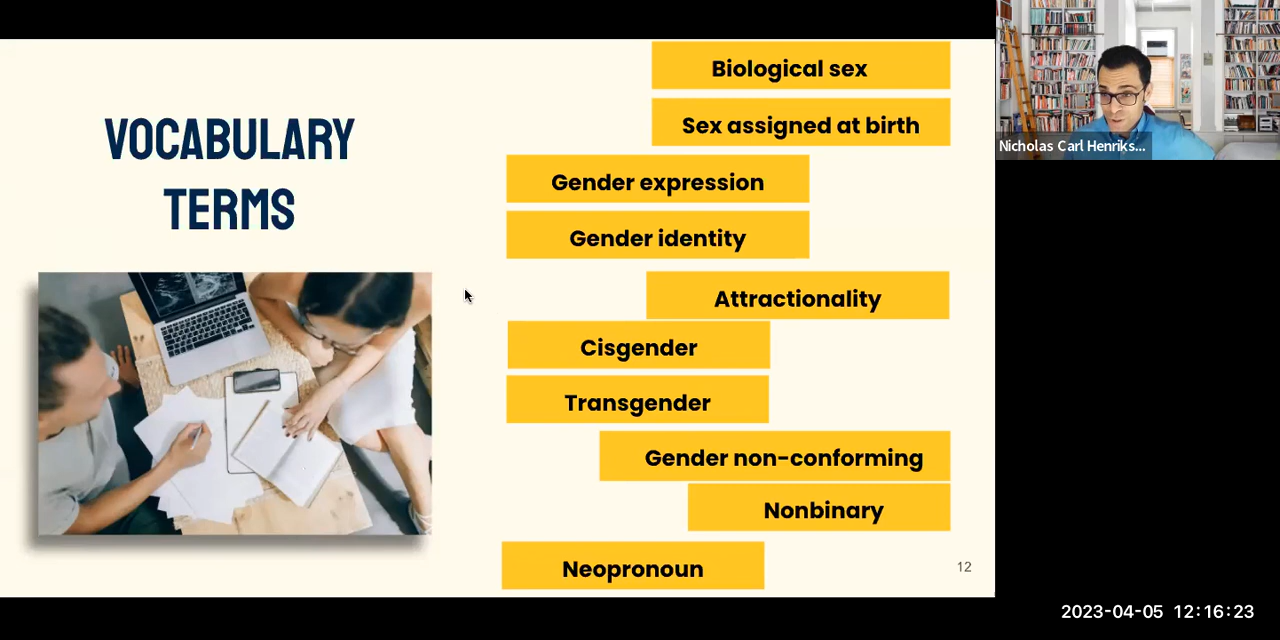 VOCABULARY
TERMS
Biological sex
Sex assigned at birth
Gender expression
Gender identity
Attractionality
Cisgender
Transgender
Gender non-conforming
Nonbinary
Neopronoun
12
Nicholas Carl Henriks...
2023-04-05 12:16:23